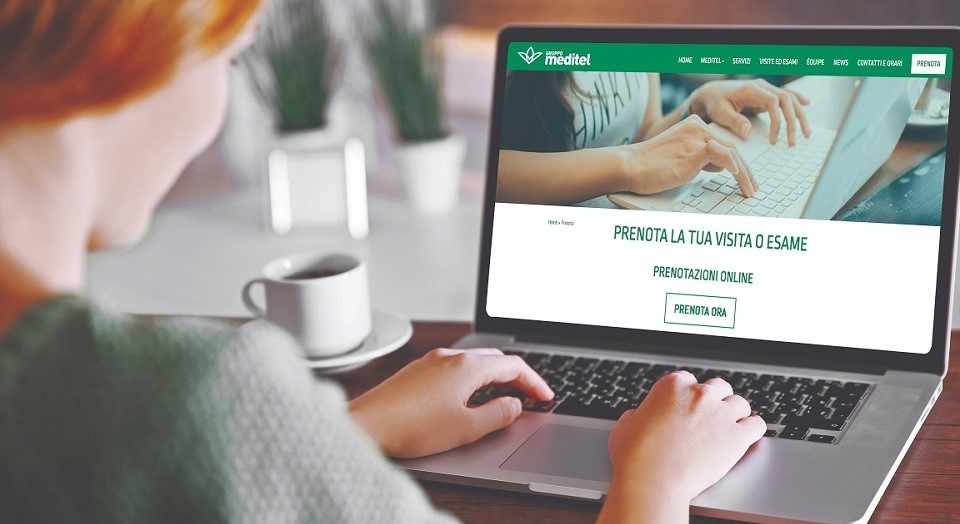 GRUPPO
meditel
HOME MEDITEL SERVIZI VISITE ED ESAMI ÉQUIPE NEWS CONTATTI E ORARI PRENOTA
THINK
Home » Prenota
PRENOTA LA TUA VISITA O ESAME
PRENOTAZIONI ONLINE
PRENOTA ORA